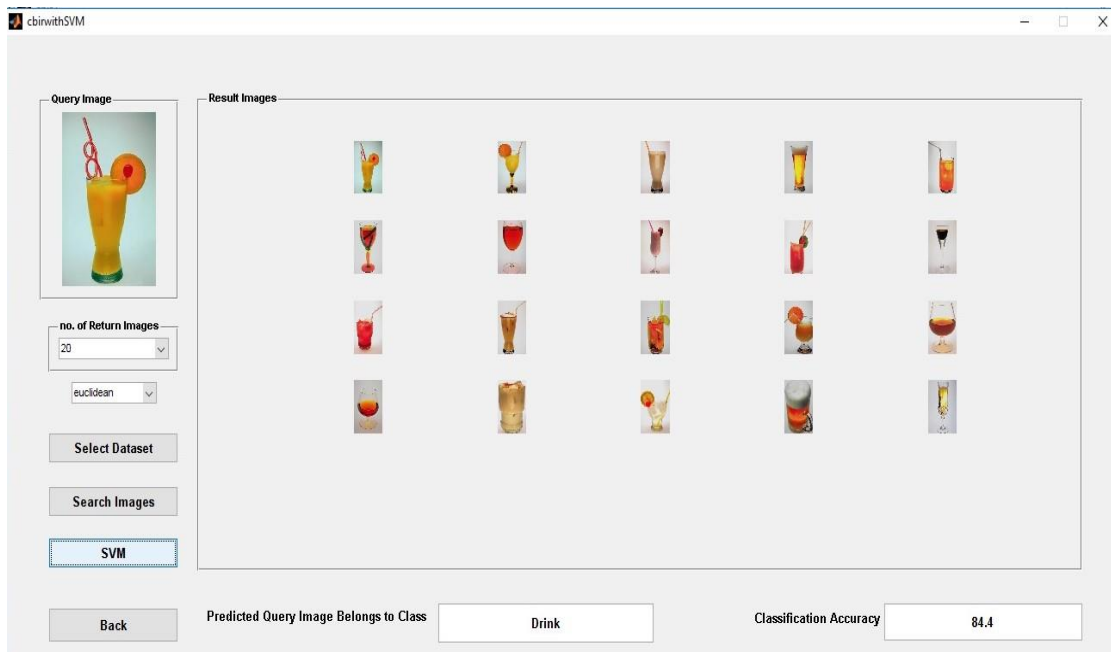 cbirwithSVM
Query Image
Result Images
no. of Return Images
20
euclidean
Select Dataset
Search Images
SVM
Back
Predicted Query Image Belongs to Class
Drink
Classification Accuracy
84.4